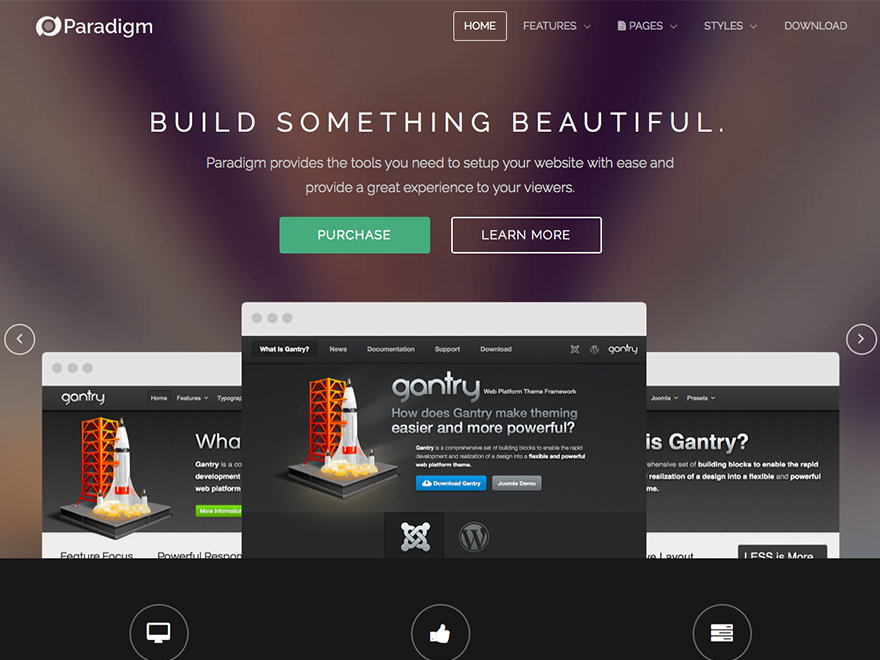 Paradigm
HOME FEATURES PAGES STYLES DOWNLOAD
BUILD SOMETHING BEAUTIFUL.
Paradigm provides the tools you need to setup your website with ease and
provide a great experience to your viewers.
PURCHASE LEARN MORE
What is Gantry? News Documentation Support Download gantry
gantry Web Platform Theme Framework
How does Gantry make theming
easier and more powerful?
Gantry is a comprehensive set of building blocks to enable the rapid
development and realization of a design into a flexible and powerful
web platform theme.
Download Gantry Joomla Demo
gantry Home Features Typograp
Wha
Gantry is a co
development
web platform
More Information
Feature Focus Powerful Respon
Joomla Presets
is Gantry?
ehensive set of building blocks to enable the rapid
realization of a design into a flexible and powerful
me.
ve Layout LESS is More